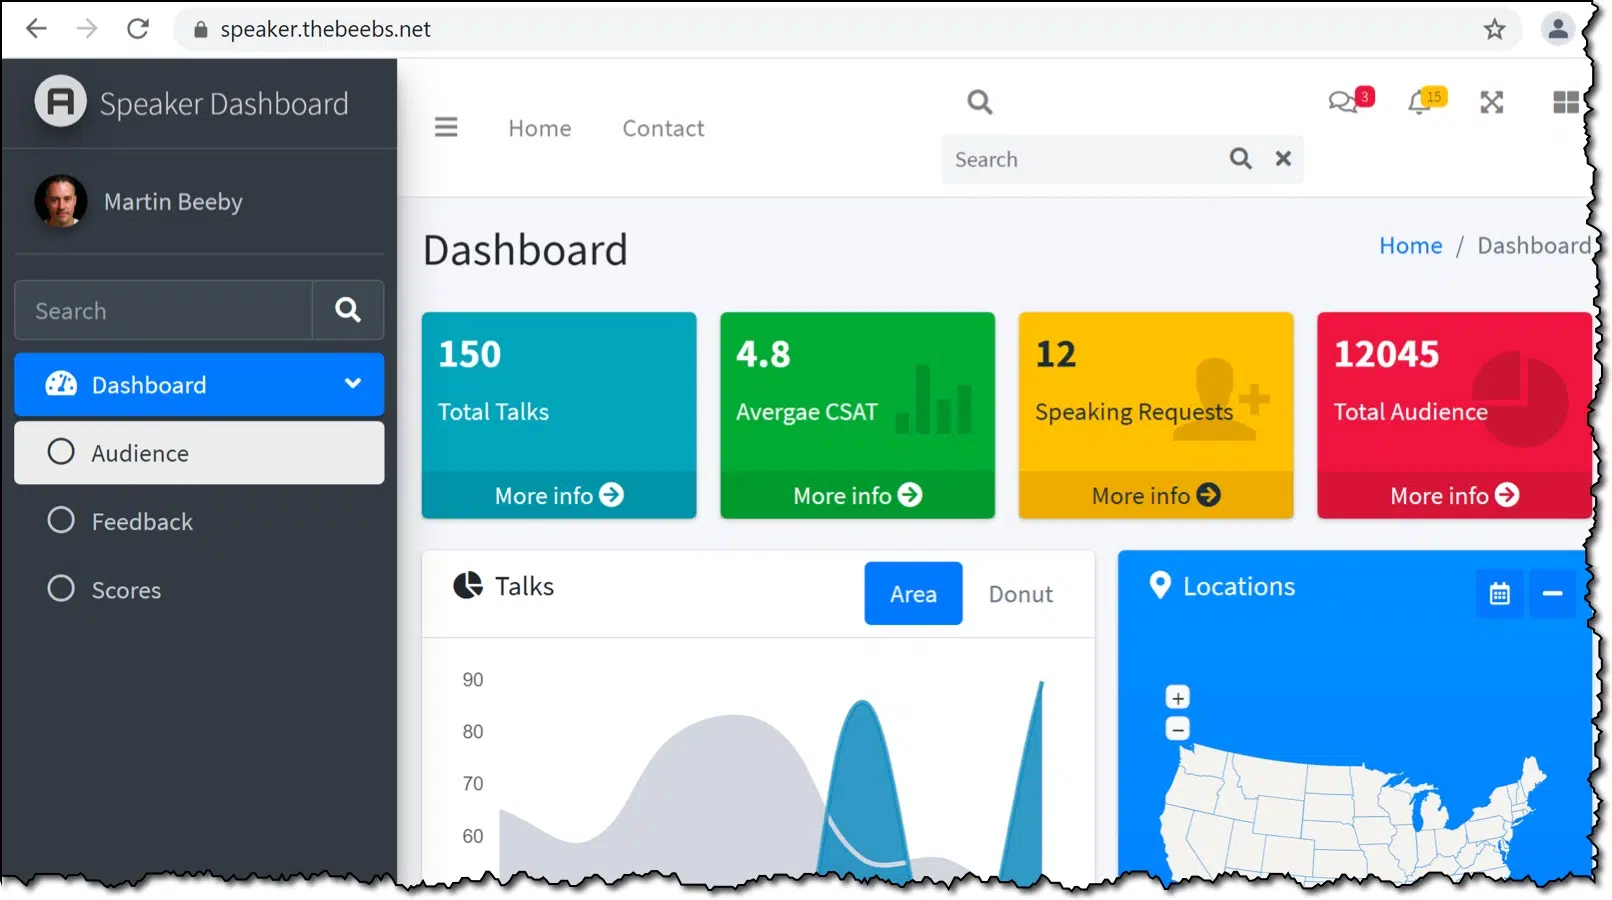 speaker.thebeebs.net
Speaker Dashboard
Martin Beeby
Search
Dashboard
Audience
Feedback
Scores
Home
Contact
Search
3
15
Dashboard
Home / Dashboard
150
Total Talks
More info
4.8
Avergae CSAT
More info
12
Speaking Requests
More info
12045
Total Audience
More info
Talks
Area
Donut
90
80
70
60
Locations
+
−